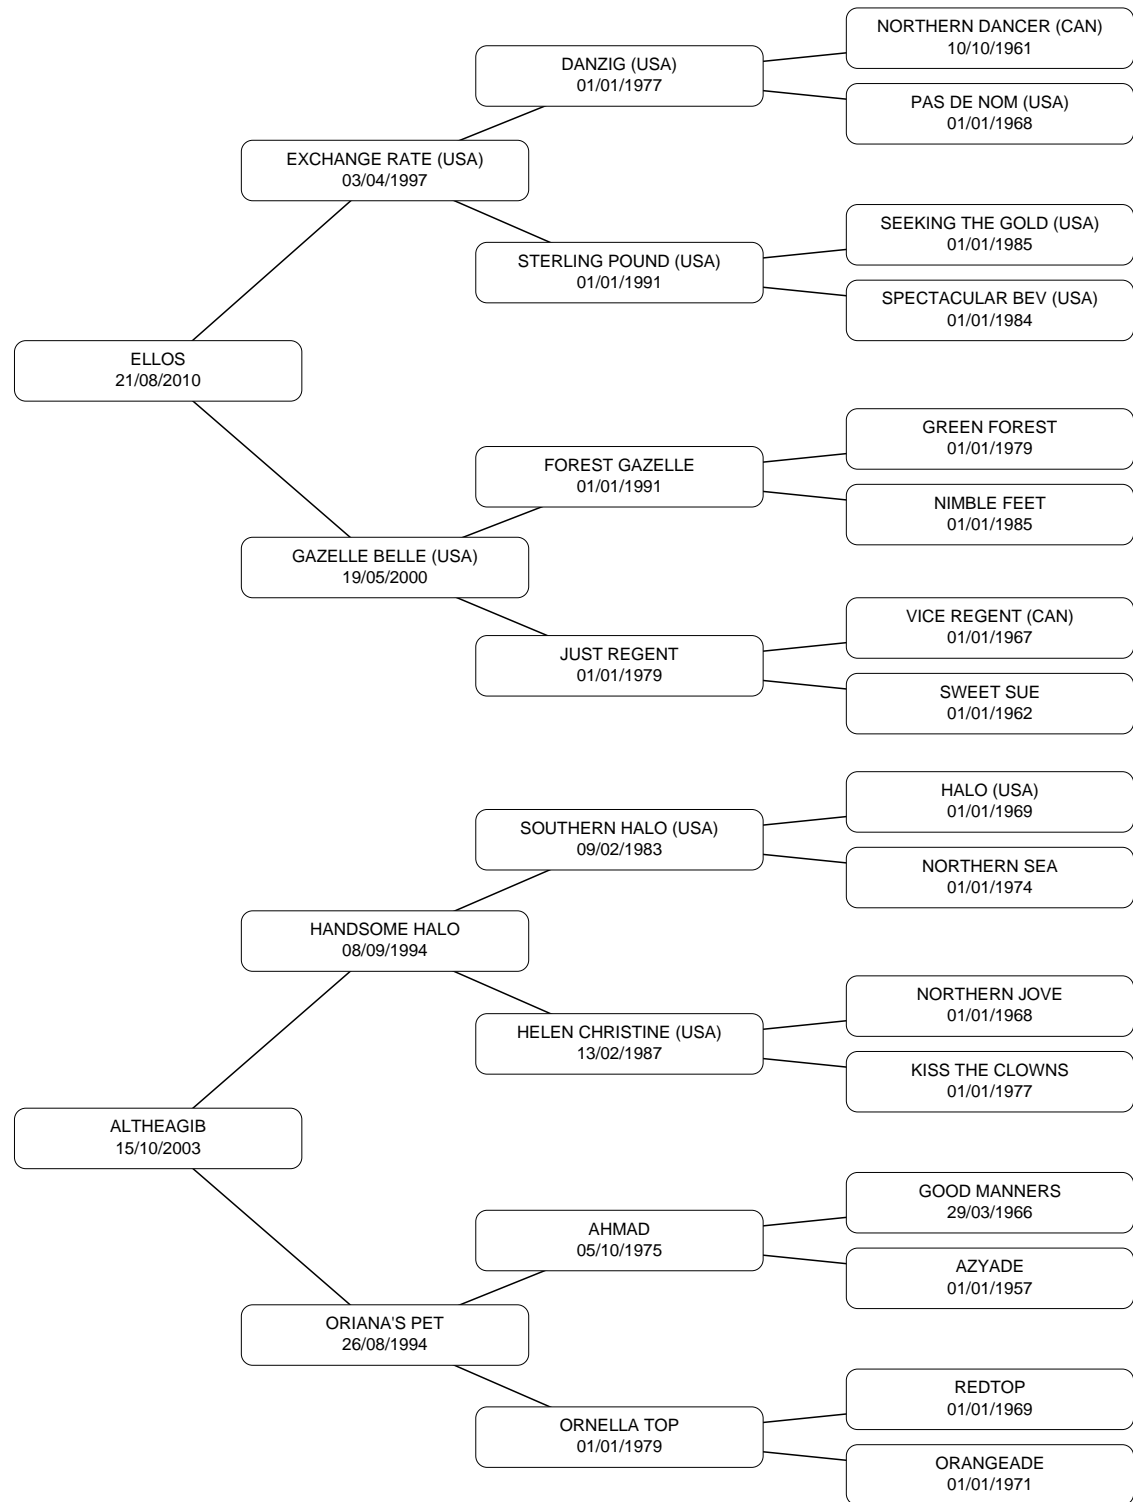 NORTHERN DANCER (CAN)
10/10/1961
DANZIG (USA)
01/01/1977
PAS DE NOM (USA)
01/01/1968
EXCHANGE RATE (USA)
03/04/1997
SEEKING THE GOLD (USA)
01/01/1985
STERLING POUND (USA)
01/01/1991
SPECTACULAR BEV (USA)
01/01/1984
ELLOS
21/08/2010
GREEN FOREST
01/01/1979
FOREST GAZELLE
01/01/1991
NIMBLE FEET
01/01/1985
GAZELLE BELLE (USA)
19/05/2000
VICE REGENT (CAN)
01/01/1967
JUST REGENT
01/01/1979
SWEET SUE
01/01/1962
HALO (USA)
01/01/1969
SOUTHERN HALO (USA)
09/02/1983
NORTHERN SEA
01/01/1974
HANDSOME HALO
08/09/1994
NORTHERN JOVE
01/01/1968
HELEN CHRISTINE (USA)
13/02/1987
KISS THE CLOWNS
01/01/1977
ALTHEAGIB
15/10/2003
GOOD MANNERS
29/03/1966
AHMAD
05/10/1975
AZYADE
01/01/1957
ORIANA'S PET
26/08/1994
REDTOP
01/01/1969
ORNELLA TOP
01/01/1979
ORANGEADE
01/01/1971